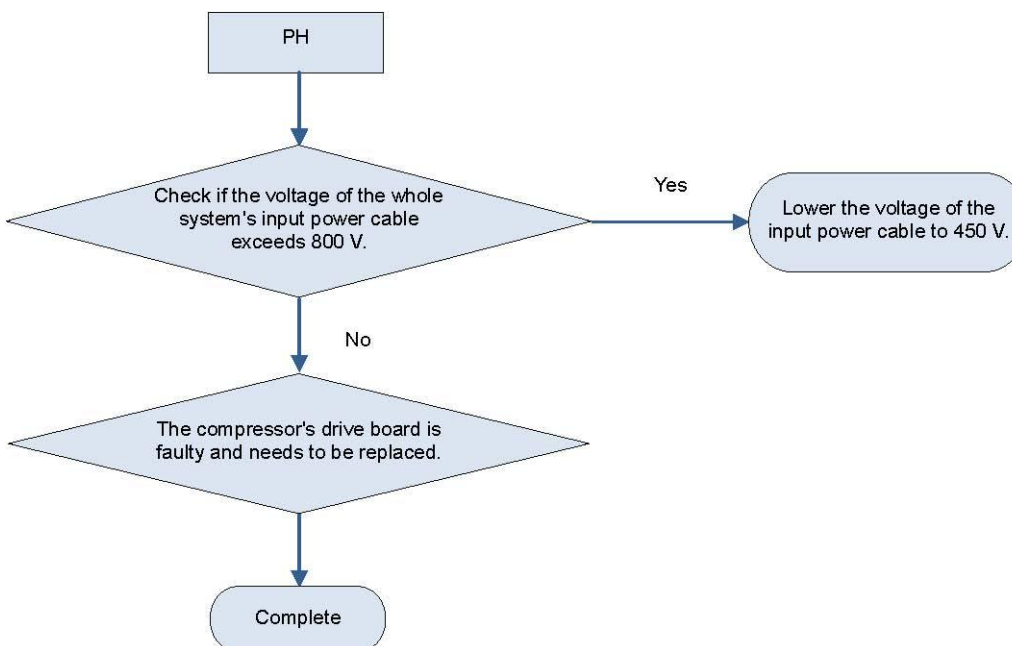 PH
Check if the voltage of the whole
system's input power cable
exceeds 800 V.
Yes
Lower the voltage of the
input power cable to 450 V.
No
The compressor's drive board is
faulty and needs to be replaced.
Complete